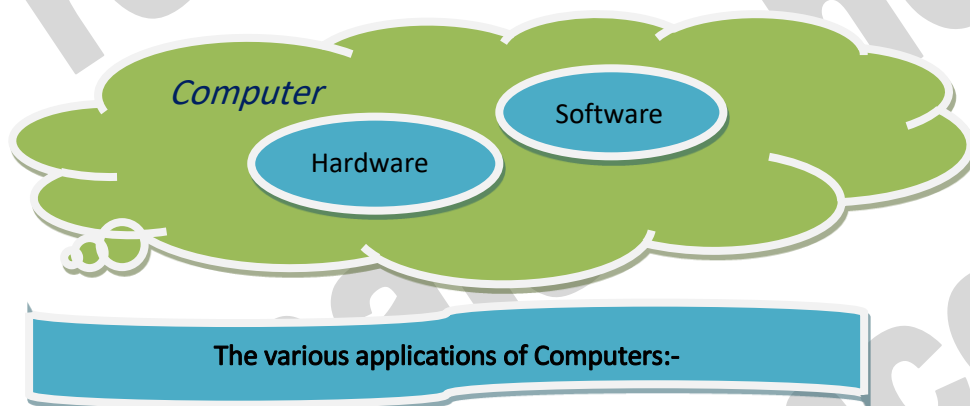 Computer
Software
Hardware
The various applications of Computers:-